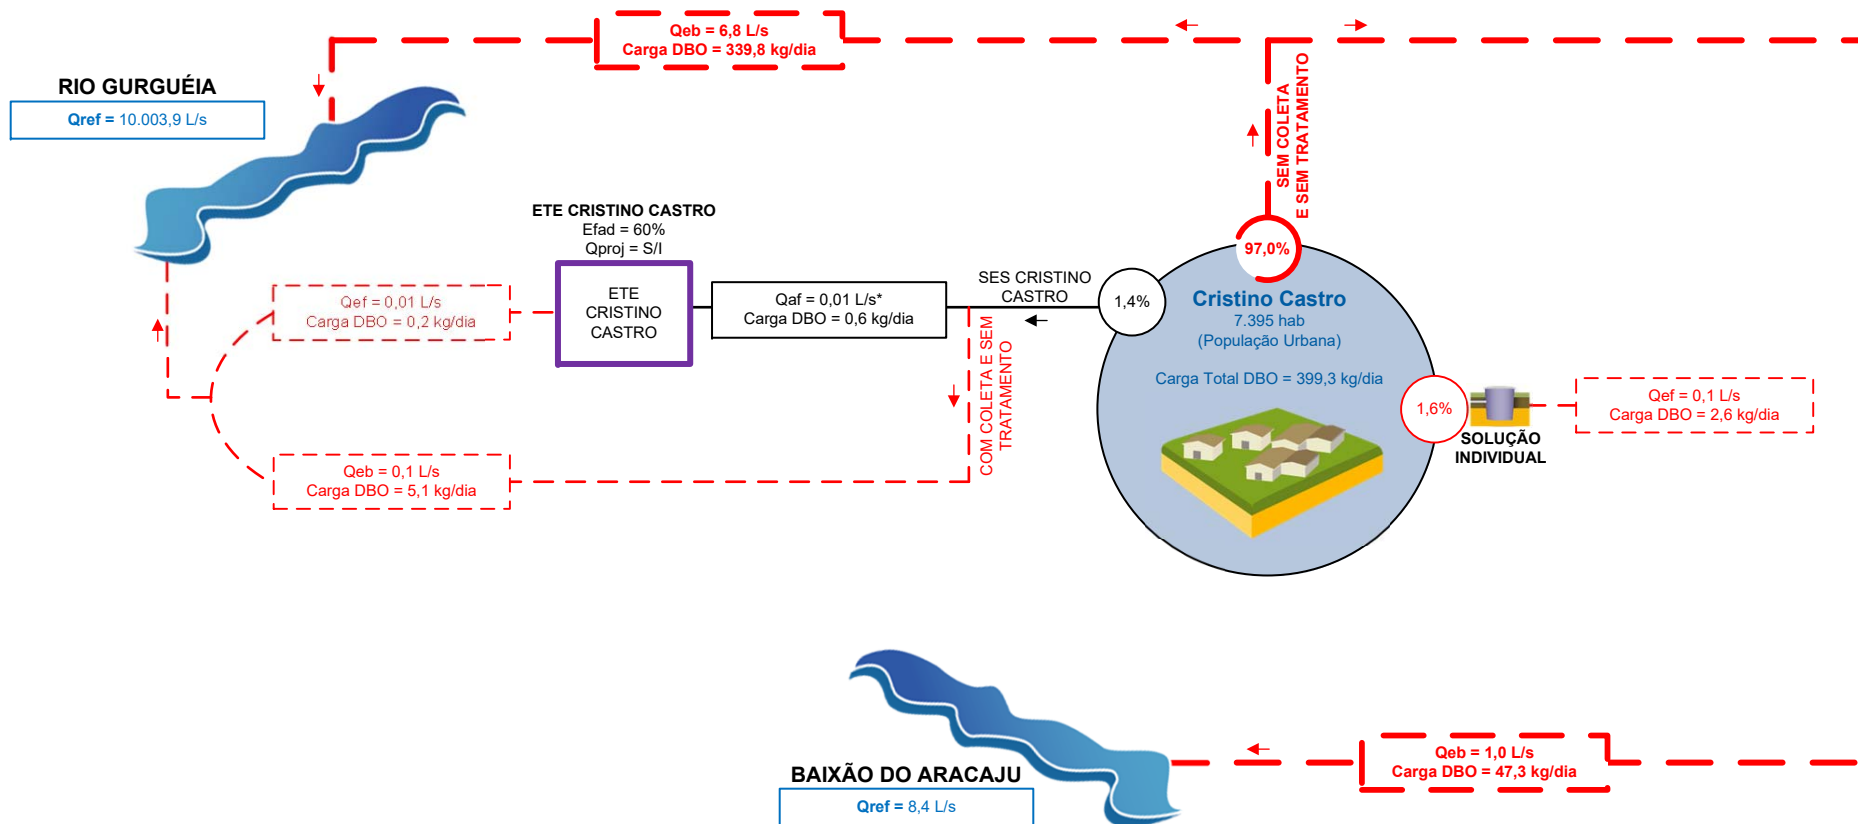 Qeb = 6,8 L/s
Carga DBO = 339,8 kg/dia
RIO GURGUÉIA
Qref = 10.003,9 L/s
SEM COLETA
E SEM TRATAMENTO
97,0%
ETE CRISTINO CASTRO
Efad = 60%
Qproj = S/I
ETE
CRISTINO
CASTRO
Qef = 0,01 L/s
Carga DBO = 0,2 kg/dia
Qaf = 0,01 L/s*
Carga DBO = 0,6 kg/dia
SES CRISTINO
CASTRO
1,4%
Cristino Castro
7.395 hab
(População Urbana)
Carga Total DBO = 399,3 kg/dia
COM COLETA E SEM
TRATAMENTO
1,6%
SOLUÇÃO
INDIVIDUAL
Qef = 0,1 L/s
Carga DBO = 2,6 kg/dia
Qeb = 0,1 L/s
Carga DBO = 5,1 kg/dia
BAIXÃO DO ARACAJU
Qref = 8,4 L/s
Qeb = 1,0 L/s
Carga DBO = 47,3 kg/dia